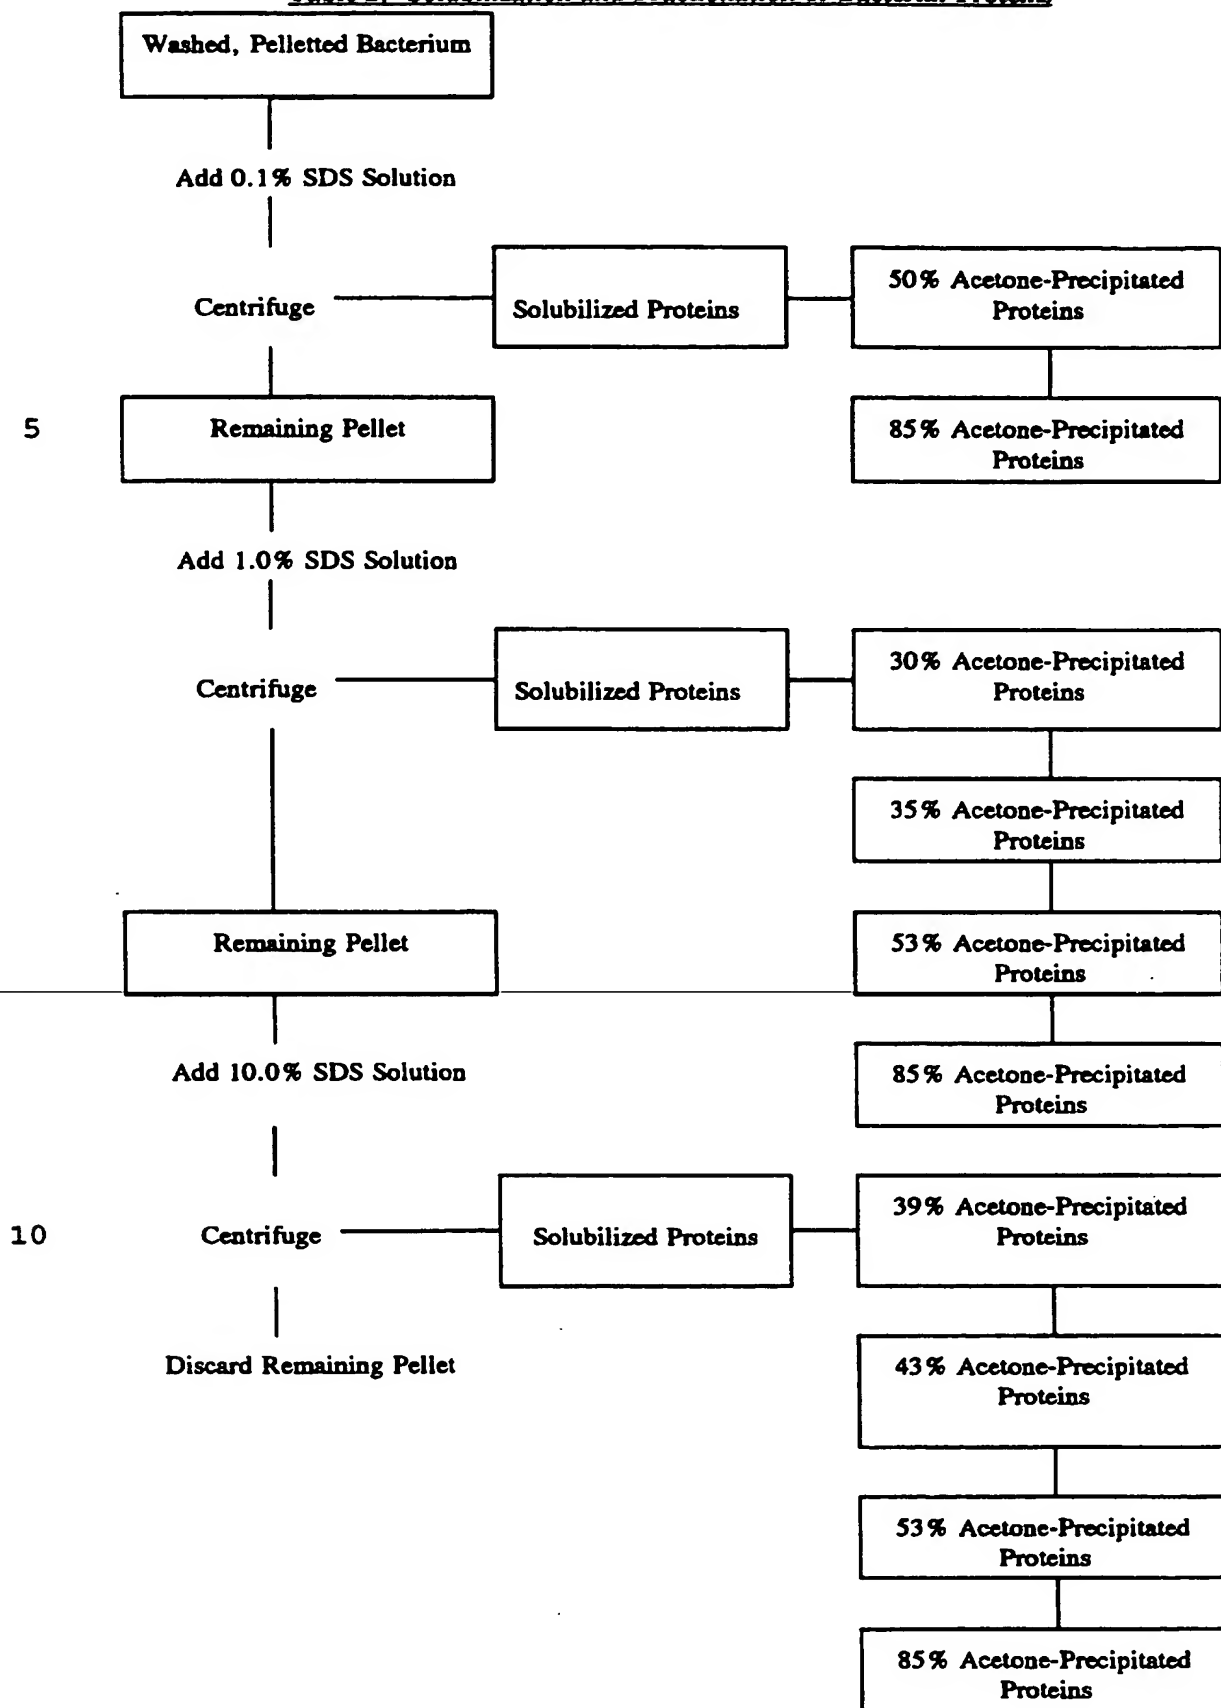 Washed, Pelletted Bacterium
Add 0.1% SDS Solution
Centrifuge
Solubilized Proteins
50% Acetone-Precipitated
Proteins
5
Remaining Pellet
85% Acetone-Precipitated
Proteins
Add 1.0% SDS Solution
Centrifuge
Solubilized Proteins
30% Acetone-Precipitated
Proteins
35% Acetone-Precipitated
Proteins
Remaining Pellet
53% Acetone-Precipitated
Proteins
Add 10.0% SDS Solution
85% Acetone-Precipitated
Proteins
10
Centrifuge
Solubilized Proteins
39% Acetone-Precipitated
Proteins
Discard Remaining Pellet
43% Acetone-Precipitated
Proteins
53% Acetone-Precipitated
Proteins
85% Acetone-Precipitated
Proteins